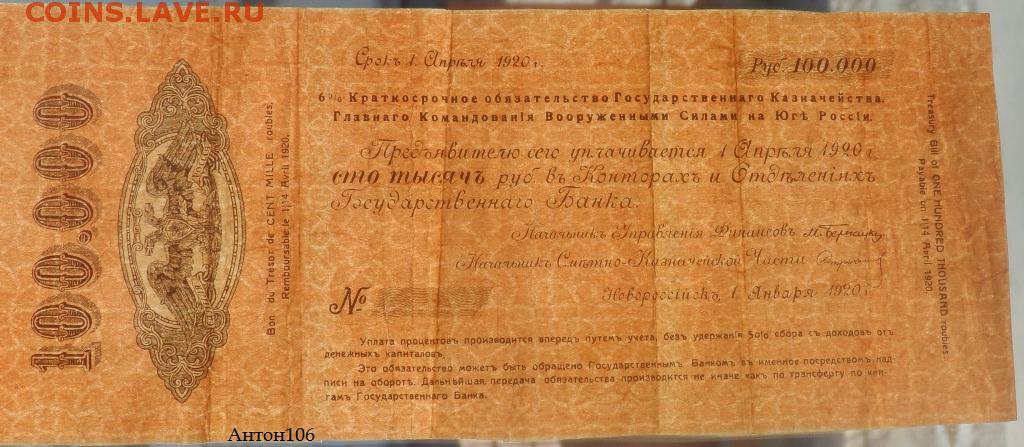 COINS.LAVE.РУ
100.000
Bon du Trésor de CENT MILLE roubles,
Remboursable le 1|14 Avril 1920.
Срокъ 1. Апрѣля 1920 г.
Руб. 100.000
6% Краткосрочное обязательство Государственнаго Казначейства.
Главнаго Командованія Вооруженными Силами на Югѣ Россіи.
Предъявителю сего уплачивается 1 Апрѣля 1920 г.
сто тысячъ руб. въ Конторахъ и Отдѣленіяхъ
Государственнаго Банка.
Начальникъ Управленія Финансовъ М. Бернацкій
Начальникъ Смѣтно-Казначейской Части
№
Новороссійскъ, 1 Января 1920 г.
Уплата процентовъ производится впередъ путемъ учета, безъ удержанія 5% сбора съ доходовъ отъ
денежныхъ капиталовъ.
Это обязательство можетъ быть обращено Государственнымъ Банкомъ въ именное посредствомъ над-
писи на оборотѣ. Дальнѣйшая передача обязательства производится не иначе какъ по трансферту по кни-
гамъ Государственнаго Банка.
Treasury Bill of ONE HUNDRED THOUSAND roubles,
Payable on 1|14 April 1920.
Антон106